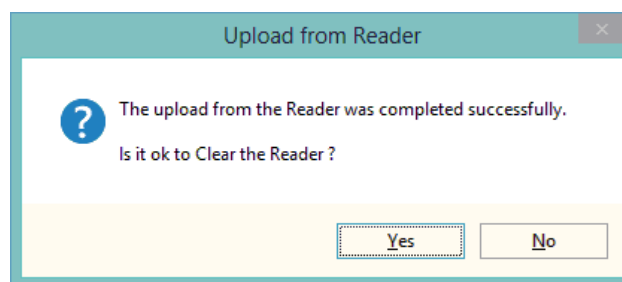 Upload from Reader
The upload from the Reader was completed successfully.
Is it ok to Clear the Reader ?
Yes
No